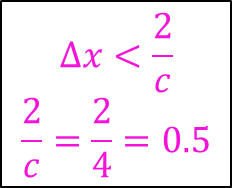 Δx < 2/c
2/c = 2/4 = 0.5